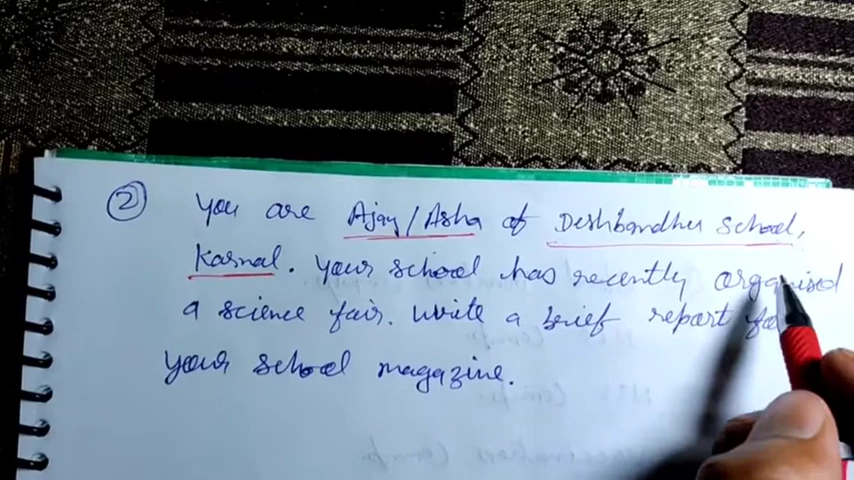 ② You are Ajay/Asha of Deshbandhu School,
Karnal. Your school has recently organised
a science fair. Write a brief report for
your school magazine.